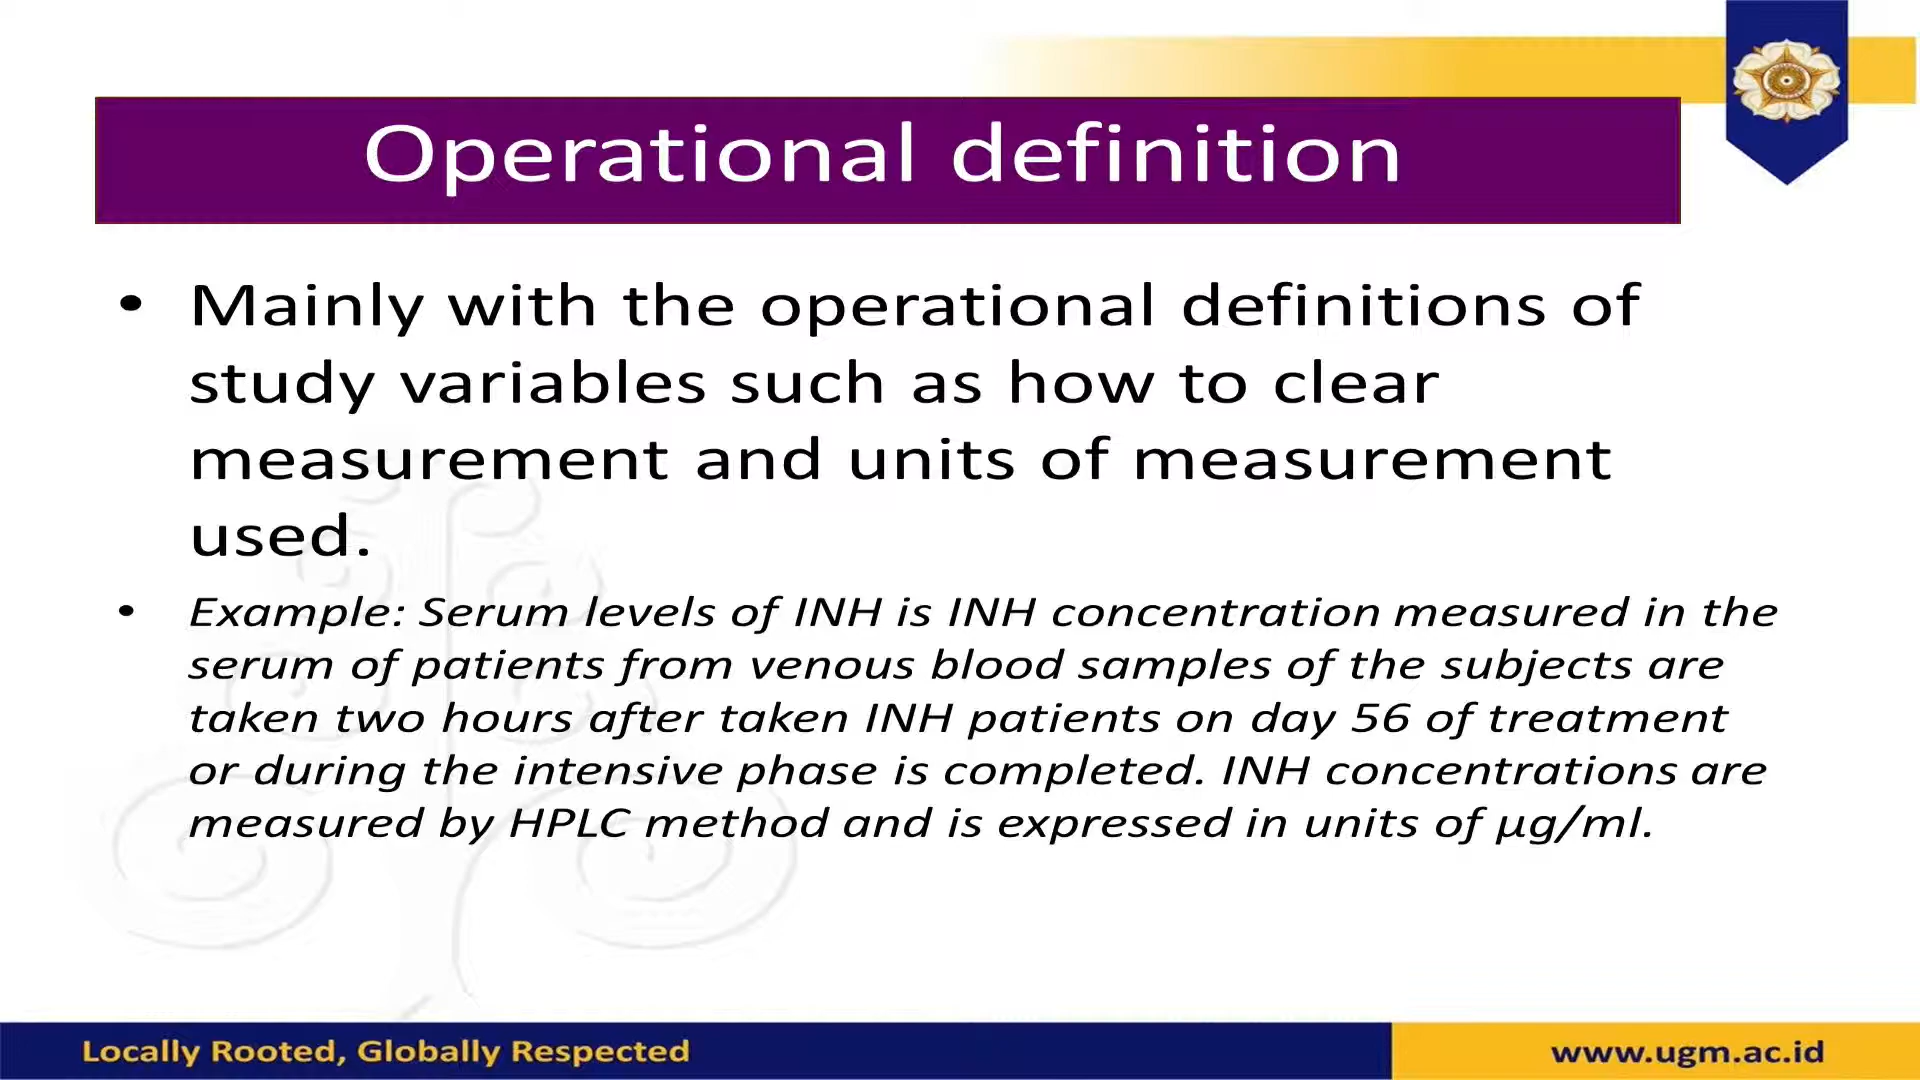 Operational definition
• Mainly with the operational definitions of
study variables such as how to clear
measurement and units of measurement
used.
• Example: Serum levels of INH is INH concentration measured in the
serum of patients from venous blood samples of the subjects are
taken two hours after taken INH patients on day 56 of treatment
or during the intensive phase is completed. INH concentrations are
measured by HPLC method and is expressed in units of µg/ml.
Locally Rooted, Globally Respected
www.ugm.ac.id